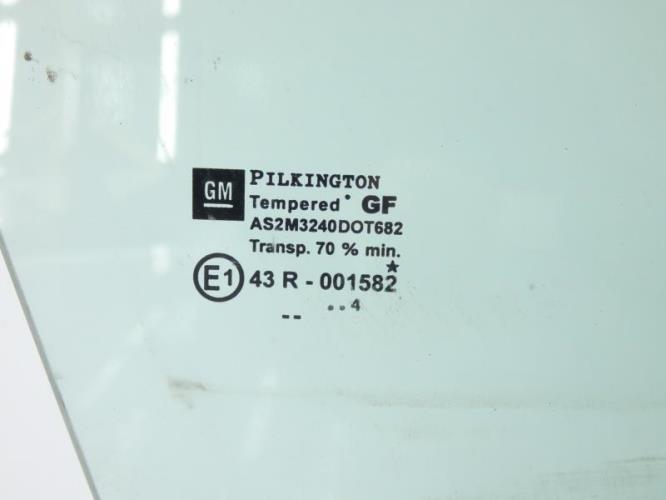 GM
PILKINGTON
Tempered • GF
AS2M3240DOT682
Transp. 70 % min.
E1 43 R - 001582 ★
-- ..4